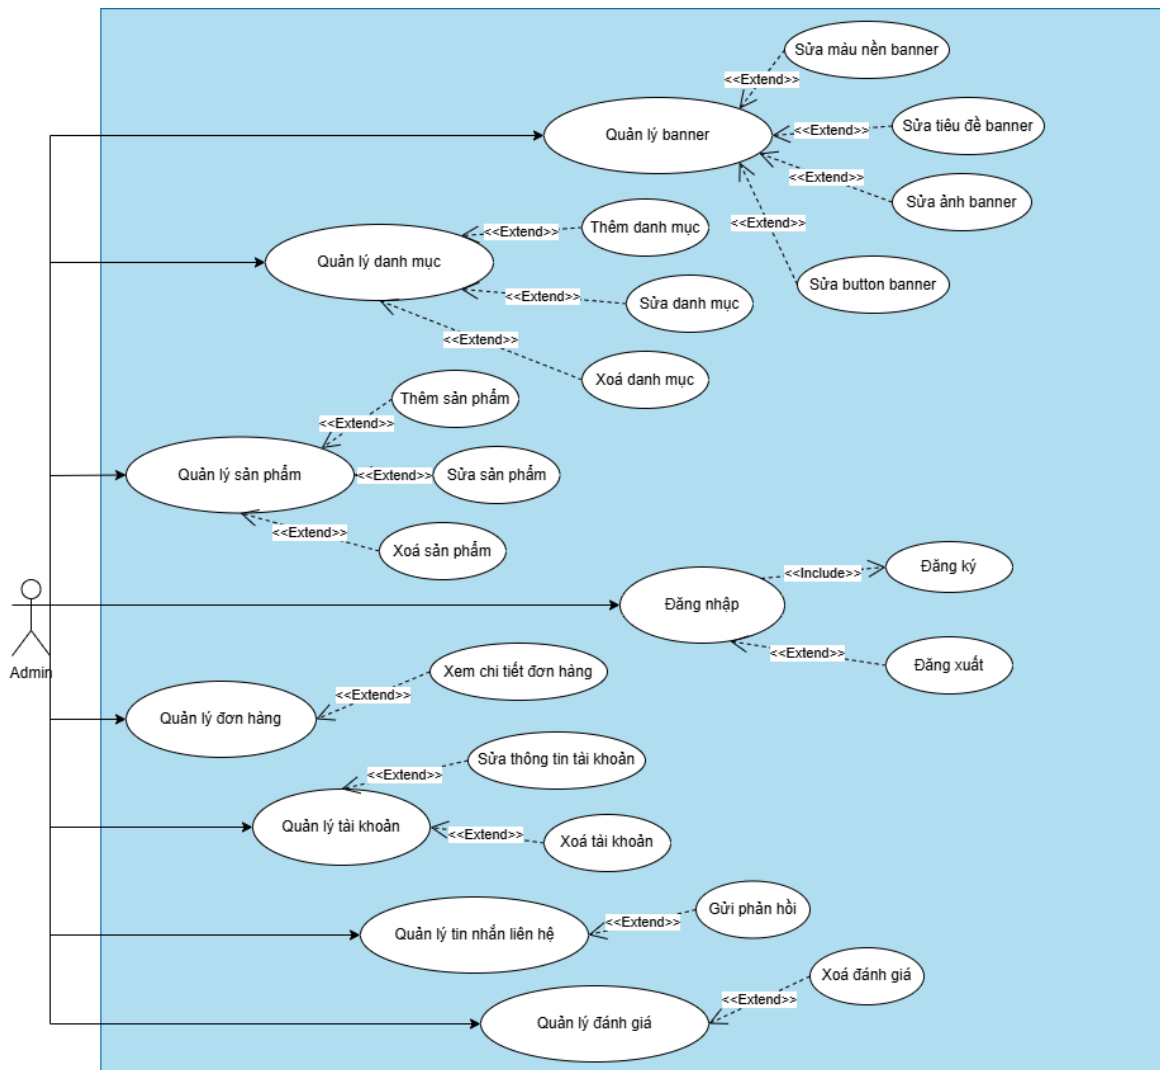 Sửa màu nền banner
<<Extend>>
Quản lý banner
<<Extend>>
Sửa tiêu đề banner
<<Extend>>
Sửa ảnh banner
<<Extend>>
Sửa button banner
Quản lý danh mục
<<Extend>>
Thêm danh mục
<<Extend>>
Sửa danh mục
<<Extend>>
Xoá danh mục
Thêm sản phẩm
<<Extend>>
Quản lý sản phẩm
<<Extend>>
Sửa sản phẩm
<<Extend>>
Xoá sản phẩm
Admin
Đăng nhập
<<Include>>
Đăng ký
<<Extend>>
Đăng xuất
Xem chi tiết đơn hàng
<<Extend>>
Quản lý đơn hàng
Sửa thông tin tài khoản
<<Extend>>
Quản lý tài khoản
<<Extend>>
Xoá tài khoản
Gửi phản hồi
<<Extend>>
Quản lý tin nhắn liên hệ
Xoá đánh giá
<<Extend>>
Quản lý đánh giá